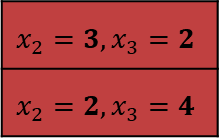 x₂ = 3, x₃ = 2
x₂ = 2, x₃ = 4